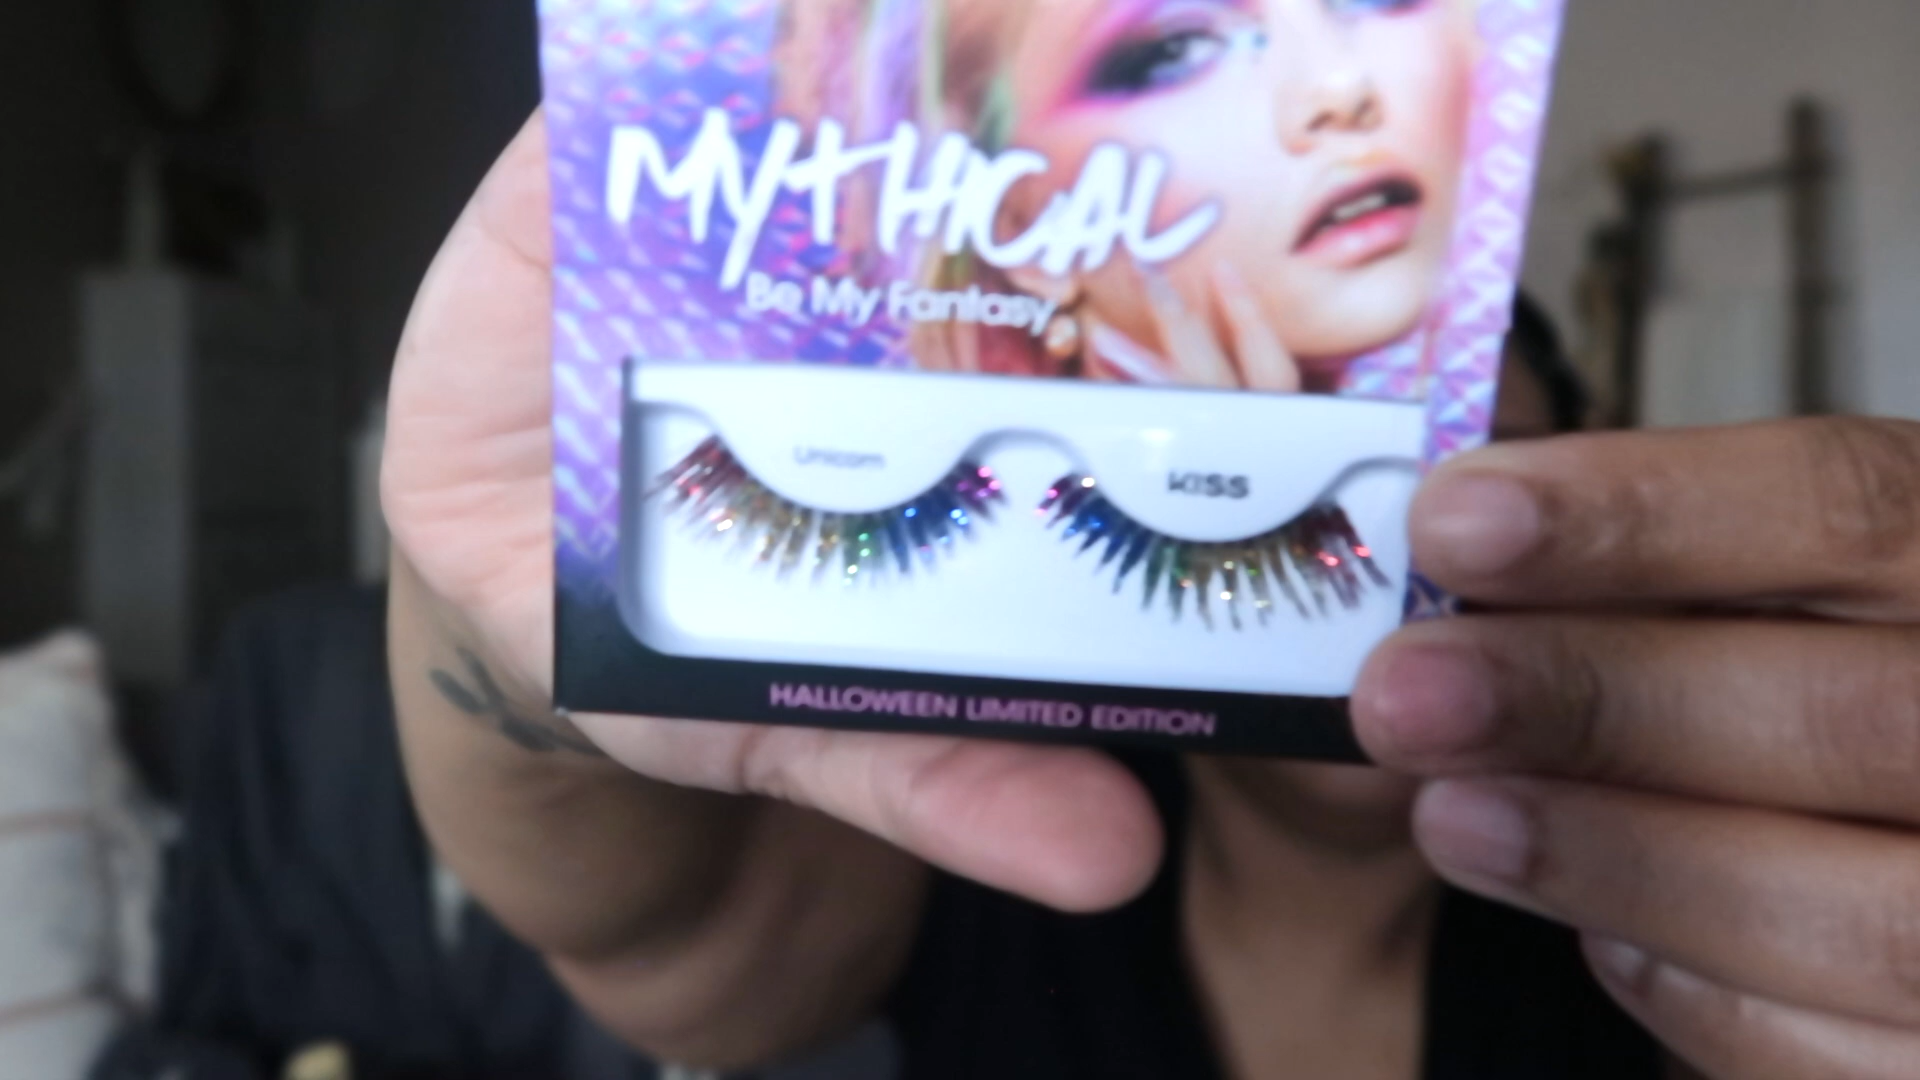 MYTHICAL
Be My Fantasy
Unicorn
KISS
HALLOWEEN LIMITED EDITION